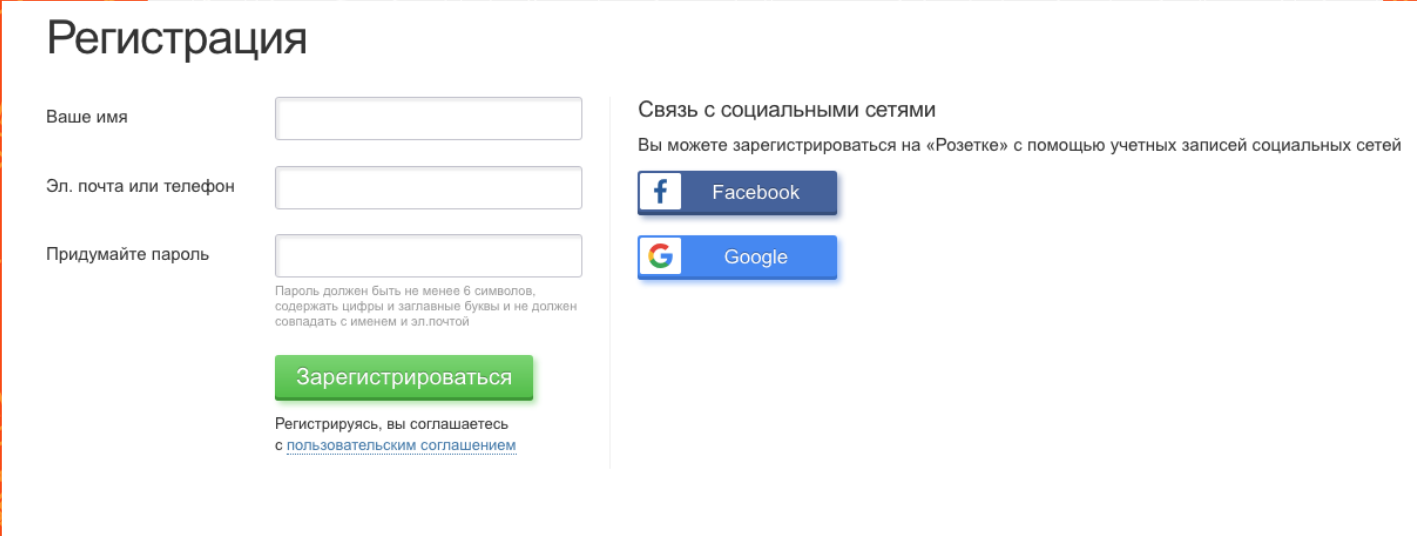 Регистрация
Ваше имя
Эл. почта или телефон
Придумайте пароль
Пароль должен быть не менее 6 символов,
содержать цифры и заглавные буквы и не должен
совпадать с именем и эл.почтой
Зарегистрироваться
Регистрируясь, вы соглашаетесь
с пользовательским соглашением
Связь с социальными сетями
Вы можете зарегистрироваться на «Розетке» с помощью учетных записей социальных сетей
Facebook
Google